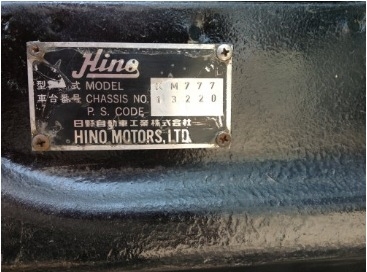 Hino
型 式 MODEL KM777
車台番号 CHASSIS NO. 13228
P. S. CODE
日野自動車工業株式会社
HINO MOTORS, LTD.